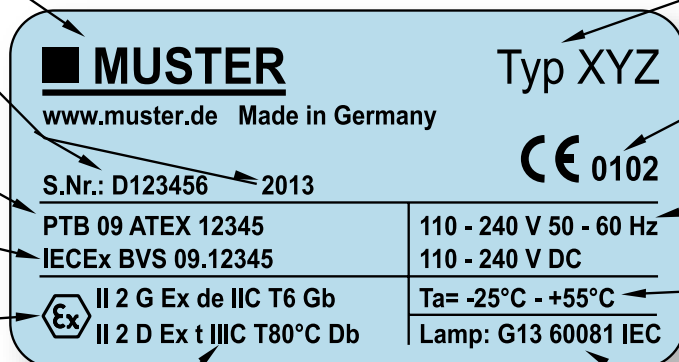 MUSTER
Typ XYZ
www.muster.de Made in Germany
CE 0102
S.Nr.: D123456 2013
PTB 09 ATEX 12345
110 - 240 V 50 - 60 Hz
IECEx BVS 09.12345
110 - 240 V DC
Ex
II 2 G Ex de IIC T6 Gb
Ta= -25°C - +55°C
II 2 D Ex t IIIC T80°C Db
Lamp: G13 60081 IEC